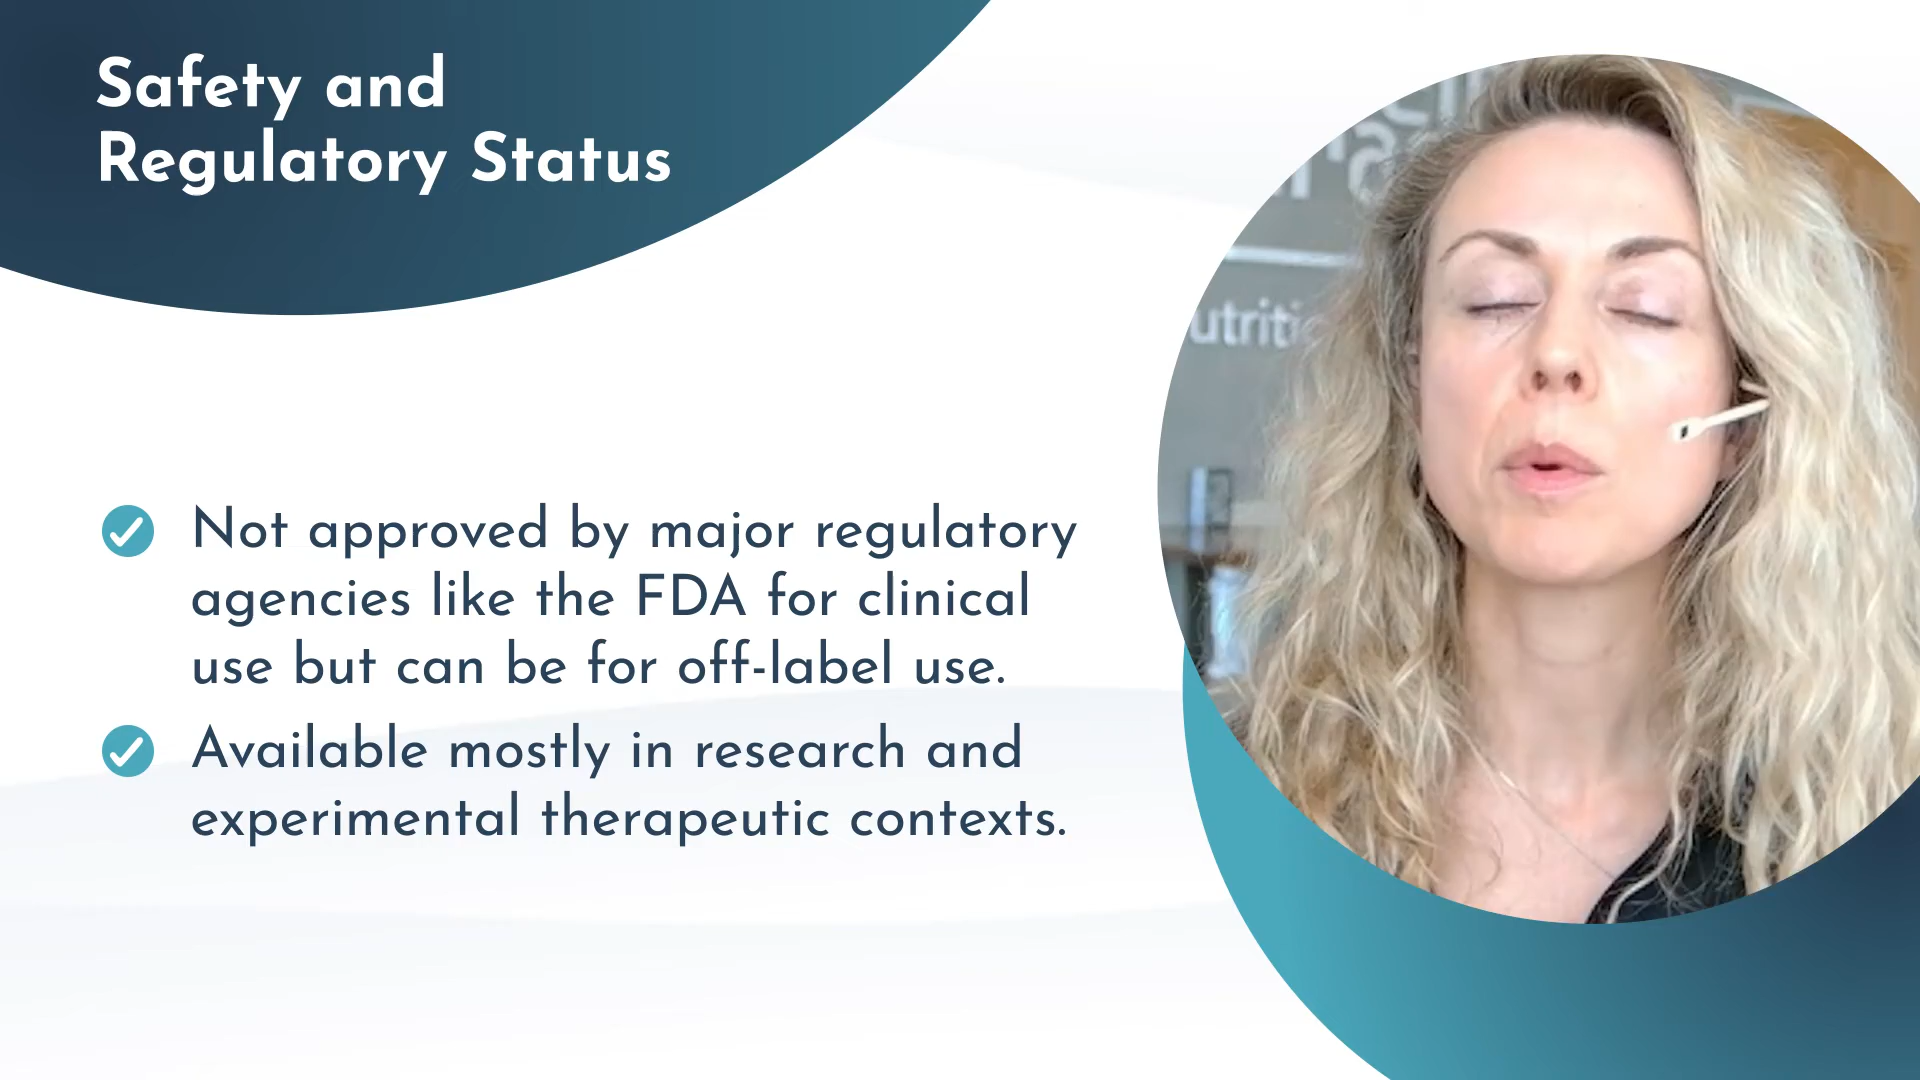 Safety and
Regulatory Status
Not approved by major regulatory
agencies like the FDA for clinical
use but can be for off-label use.
Available mostly in research and
experimental therapeutic contexts.
utriti